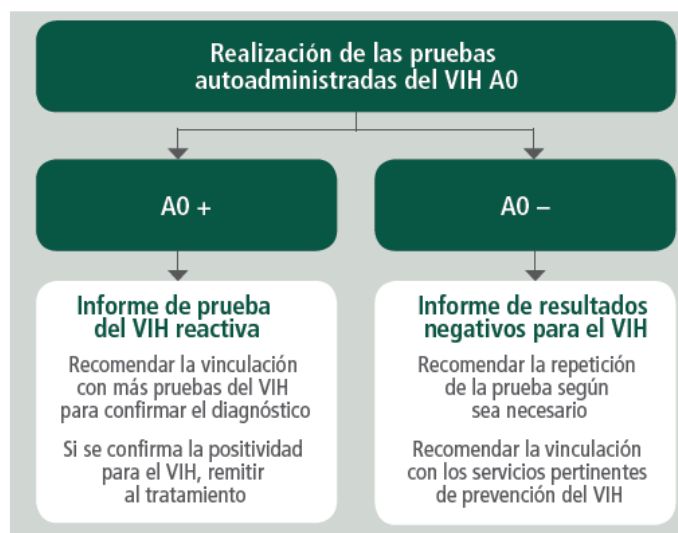 Realización de las pruebas
autoadministradas del VIH A0
A0 +
A0 –
Informe de prueba
del VIH reactiva
Recomendar la vinculación
con más pruebas del VIH
para confirmar el diagnóstico
Si se confirma la positividad
para el VIH, remitir
al tratamiento
Informe de resultados
negativos para el VIH
Recomendar la repetición
de la prueba según
sea necesario
Recomendar la vinculación
con los servicios pertinentes
de prevención del VIH